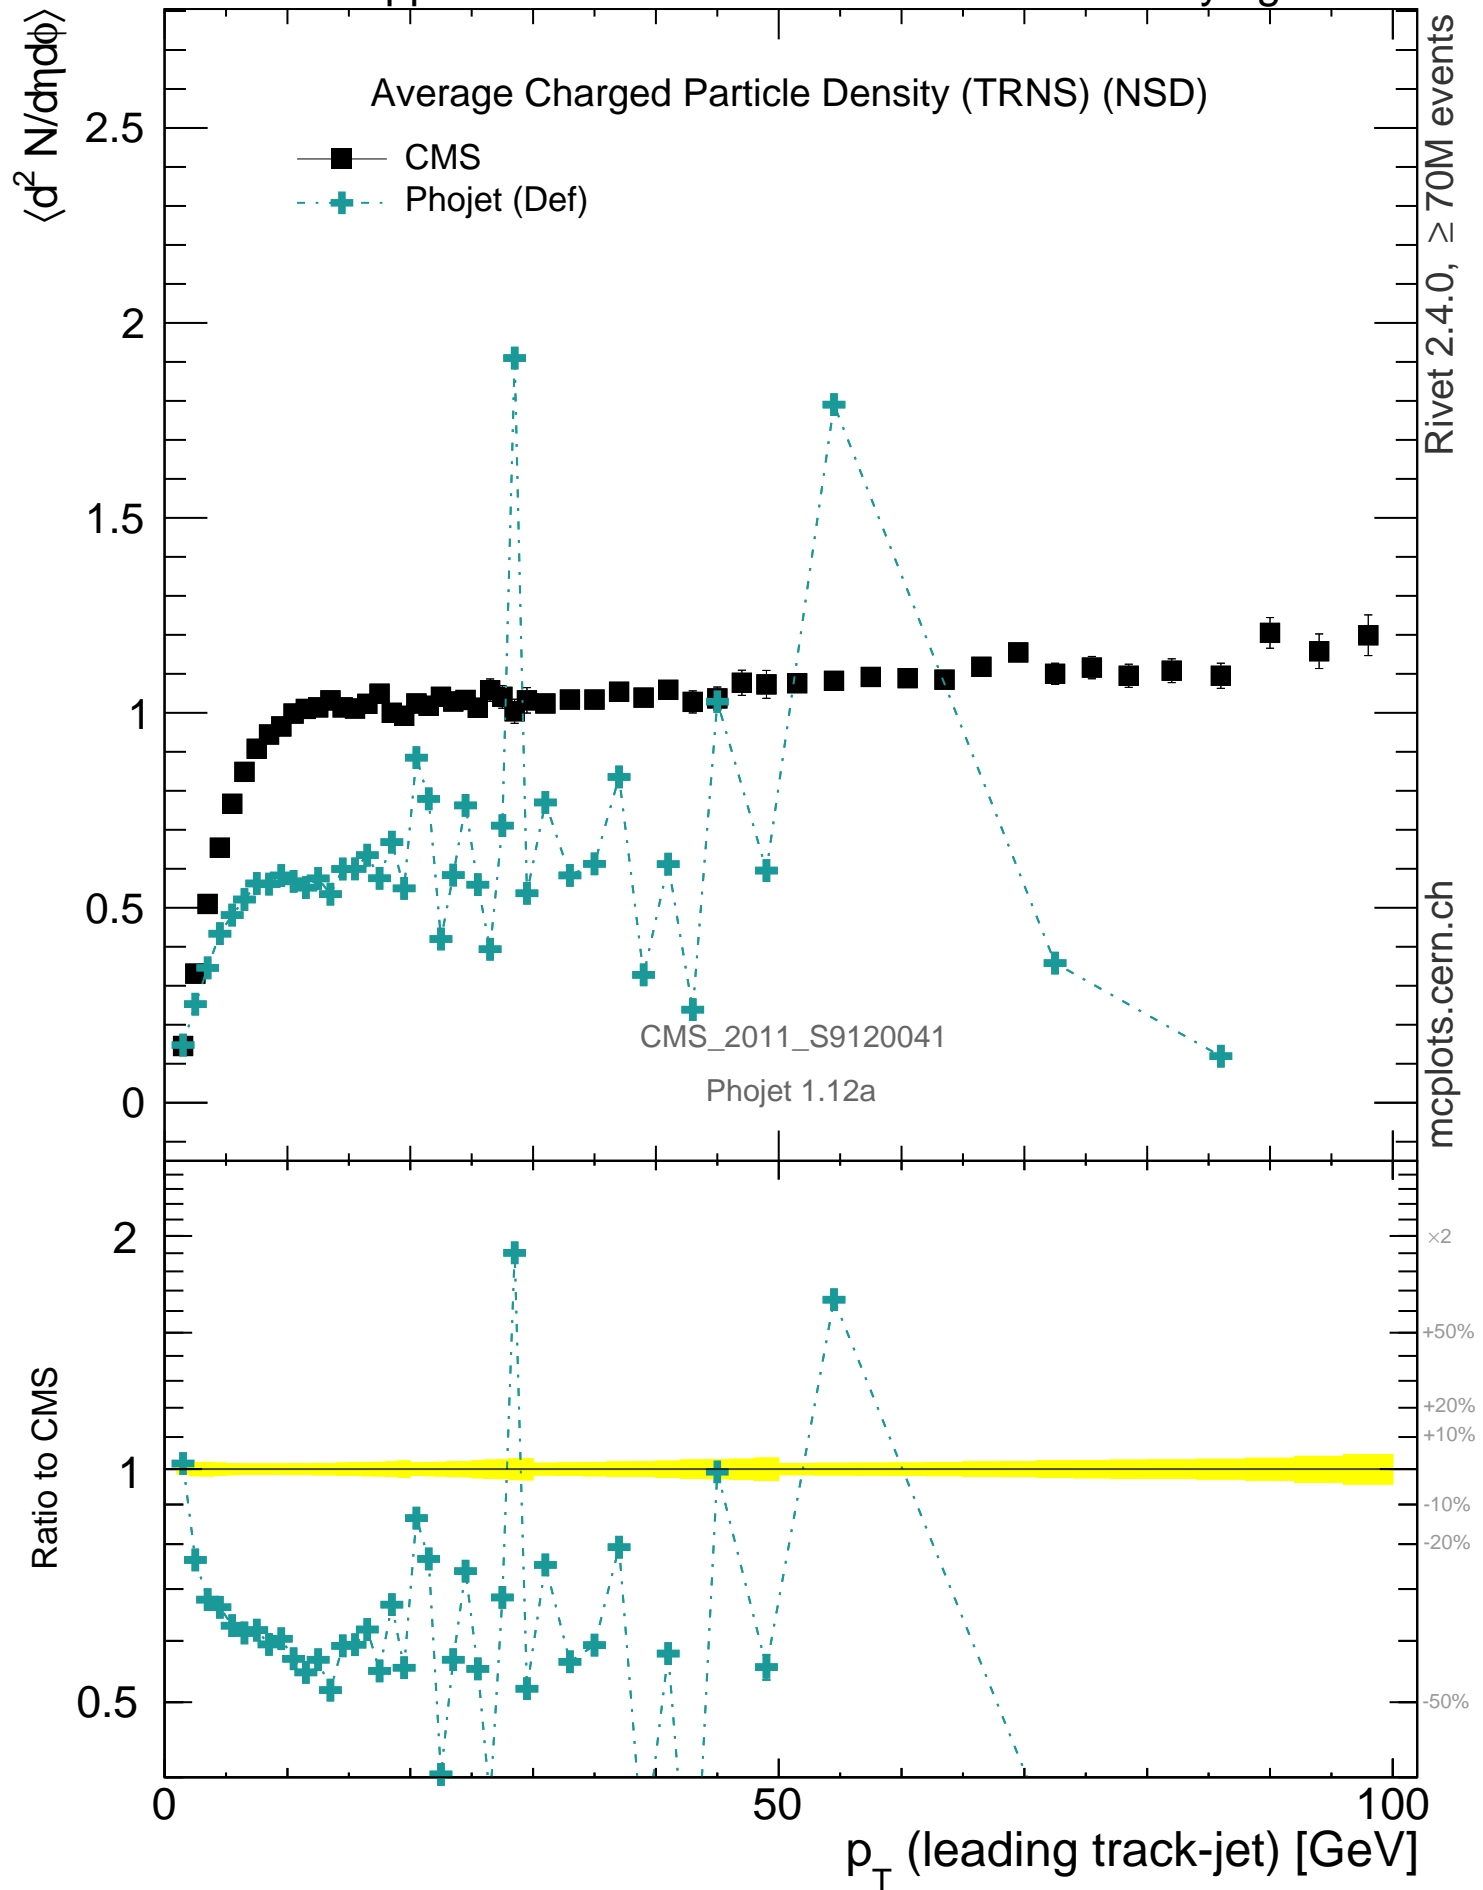 Average Charged Particle Density (TRNS) (NSD)
CMS
Phojet (Def)
⟨d² N/dηdϕ⟩
2.5
2
1.5
1
0.5
0
CMS_2011_S9120041
Phojet 1.12a
Rivet 2.4.0, ≥ 70M events
mcplots.cern.ch
Ratio to CMS
2
1
0.5
×2
+50%
+20%
+10%
-10%
-20%
-50%
0
50
100
p_T (leading track-jet) [GeV]